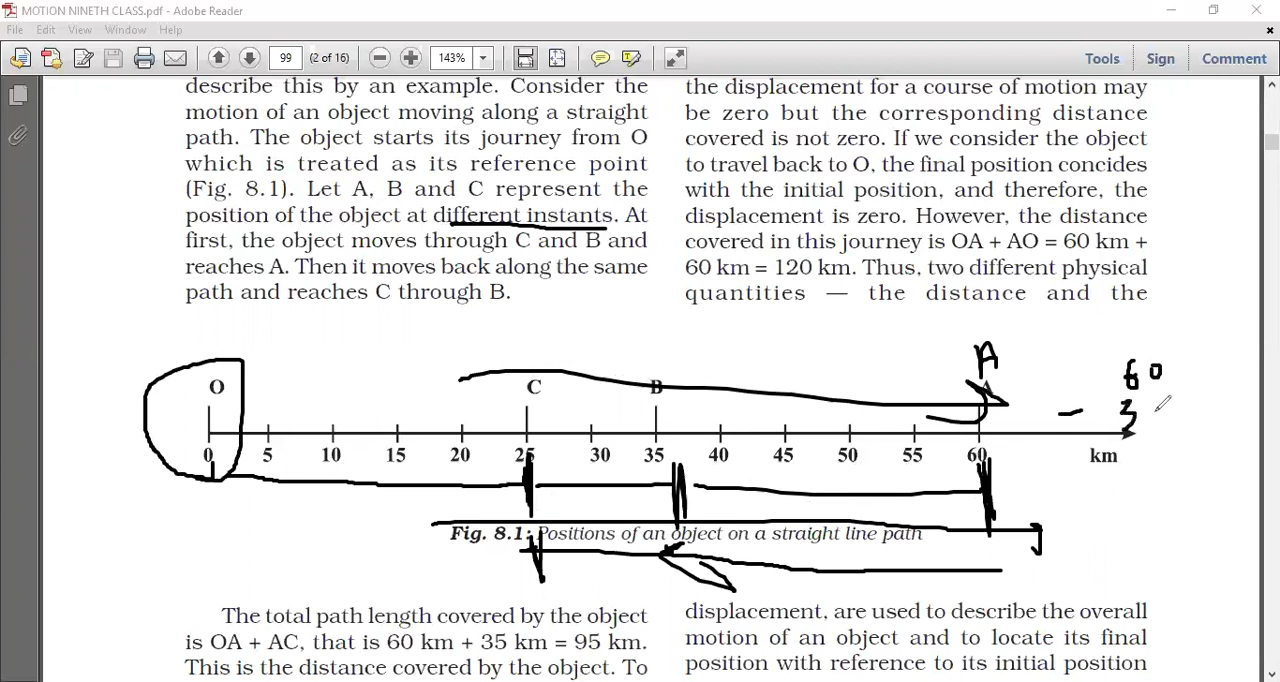 MOTION NINETH CLASS.pdf - Adobe Reader
File Edit View Window Help
99 (2 of 16) 143% Tools Sign Comment
describe this by an example. Consider the
motion of an object moving along a straight
path. The object starts its journey from O
which is treated as its reference point
(Fig. 8.1). Let A, B and C represent the
position of the object at different instants. At
first, the object moves through C and B and
reaches A. Then it moves back along the same
path and reaches C through B.
the displacement for a course of motion may
be zero but the corresponding distance
covered is not zero. If we consider the object
to travel back to O, the final position concides
with the initial position, and therefore, the
displacement is zero. However, the distance
covered in this journey is OA + AO = 60 km +
60 km = 120 km. Thus, two different physical
quantities — the distance and the
A
60
O C B A
- 3
0 5 10 15 20 25 30 35 40 45 50 55 60 km
Fig. 8.1: Positions of an object on a straight line path
The total path length covered by the object
is OA + AC, that is 60 km + 35 km = 95 km.
This is the distance covered by the object. To
displacement, are used to describe the overall
motion of an object and to locate its final
position with reference to its initial position